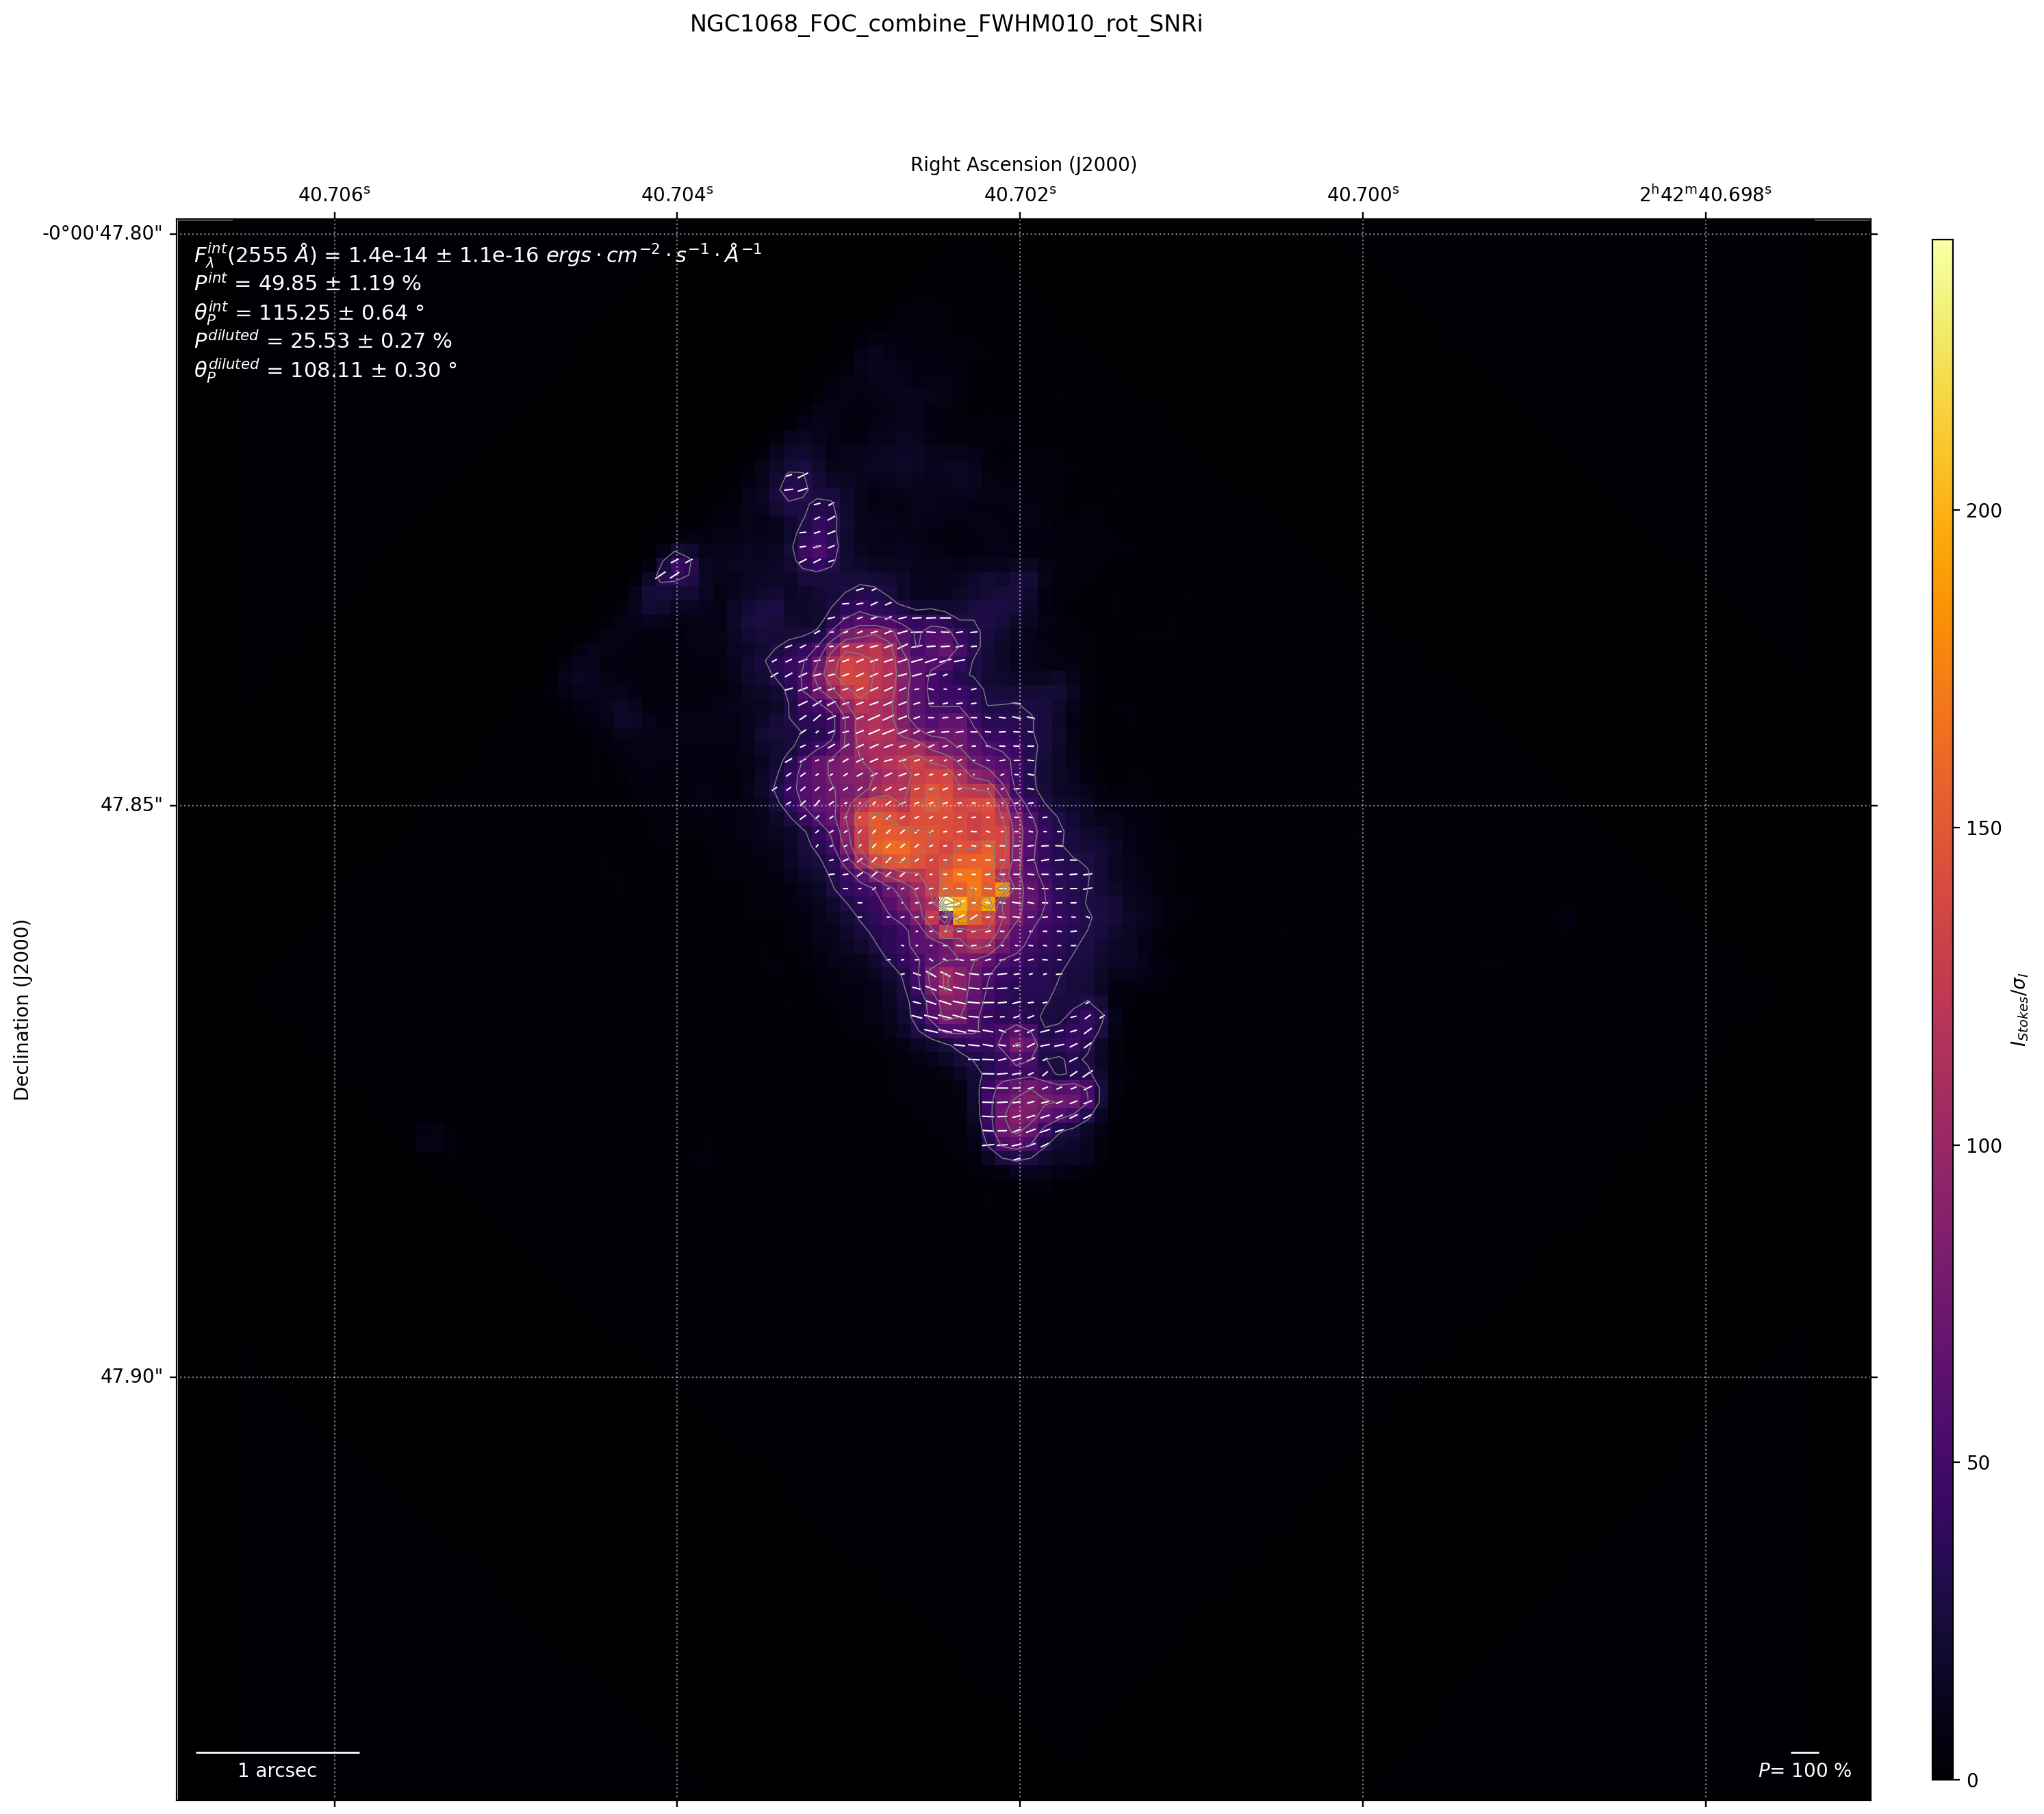 NGC1068_FOC_combine_FWHM010_rot_SNRi
Right Ascension (J2000)
40.706ˢ 40.704ˢ 40.702ˢ 40.700ˢ 2ʰ42ᵐ40.698ˢ
-0°00'47.80"
47.85"
47.90"
Declination (J2000)
F_λ^int(2555 Å) = 1.4e-14 ± 1.1e-16 ergs · cm⁻² · s⁻¹ · Å⁻¹
P^int = 49.85 ± 1.19 %
θ_P^int = 115.25 ± 0.64 °
P^diluted = 25.53 ± 0.27 %
θ_P^diluted = 108.11 ± 0.30 °
1 arcsec
P= 100 %
200
150
100
50
0
I_Stokes/σ_I